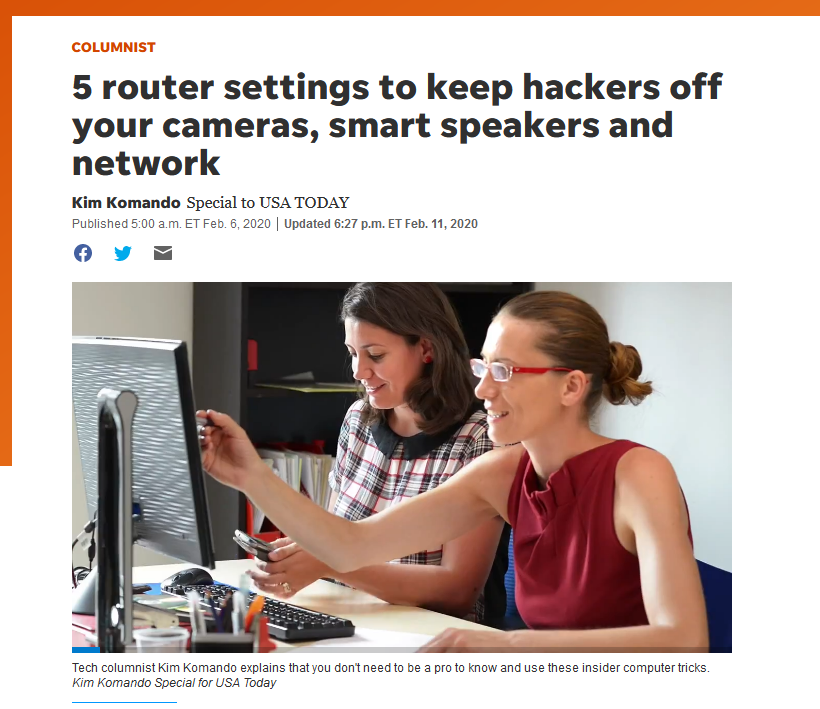 COLUMNIST
5 router settings to keep hackers off
your cameras, smart speakers and
network
Kim Komando Special to USA TODAY
Published 5:00 a.m. ET Feb. 6, 2020 | Updated 6:27 p.m. ET Feb. 11, 2020
Tech columnist Kim Komando explains that you don't need to be a pro to know and use these insider computer tricks.
Kim Komando Special for USA Today